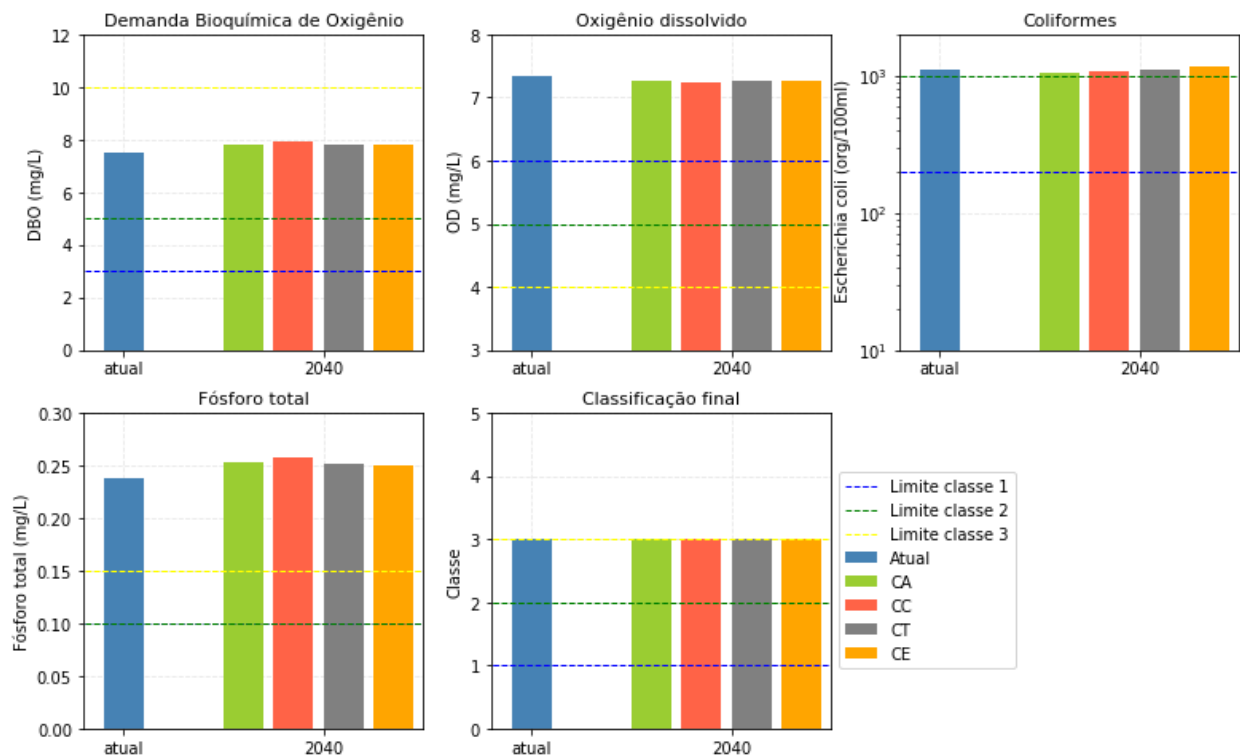 Demanda Bioquímica de Oxigênio
DBO (mg/L)
12
10
8
6
4
2
0
atual
2040
Oxigênio dissolvido
OD (mg/L)
8
7
6
5
4
3
atual
2040
Coliformes
Escherichia coli (org/100ml)
10³
10²
10¹
atual
2040
Fósforo total
Fósforo total (mg/L)
0.30
0.25
0.20
0.15
0.10
0.05
0.00
atual
2040
Classificação final
Classe
5
4
3
2
1
0
atual
2040
Limite classe 1
Limite classe 2
Limite classe 3
Atual
CA
CC
CT
CE